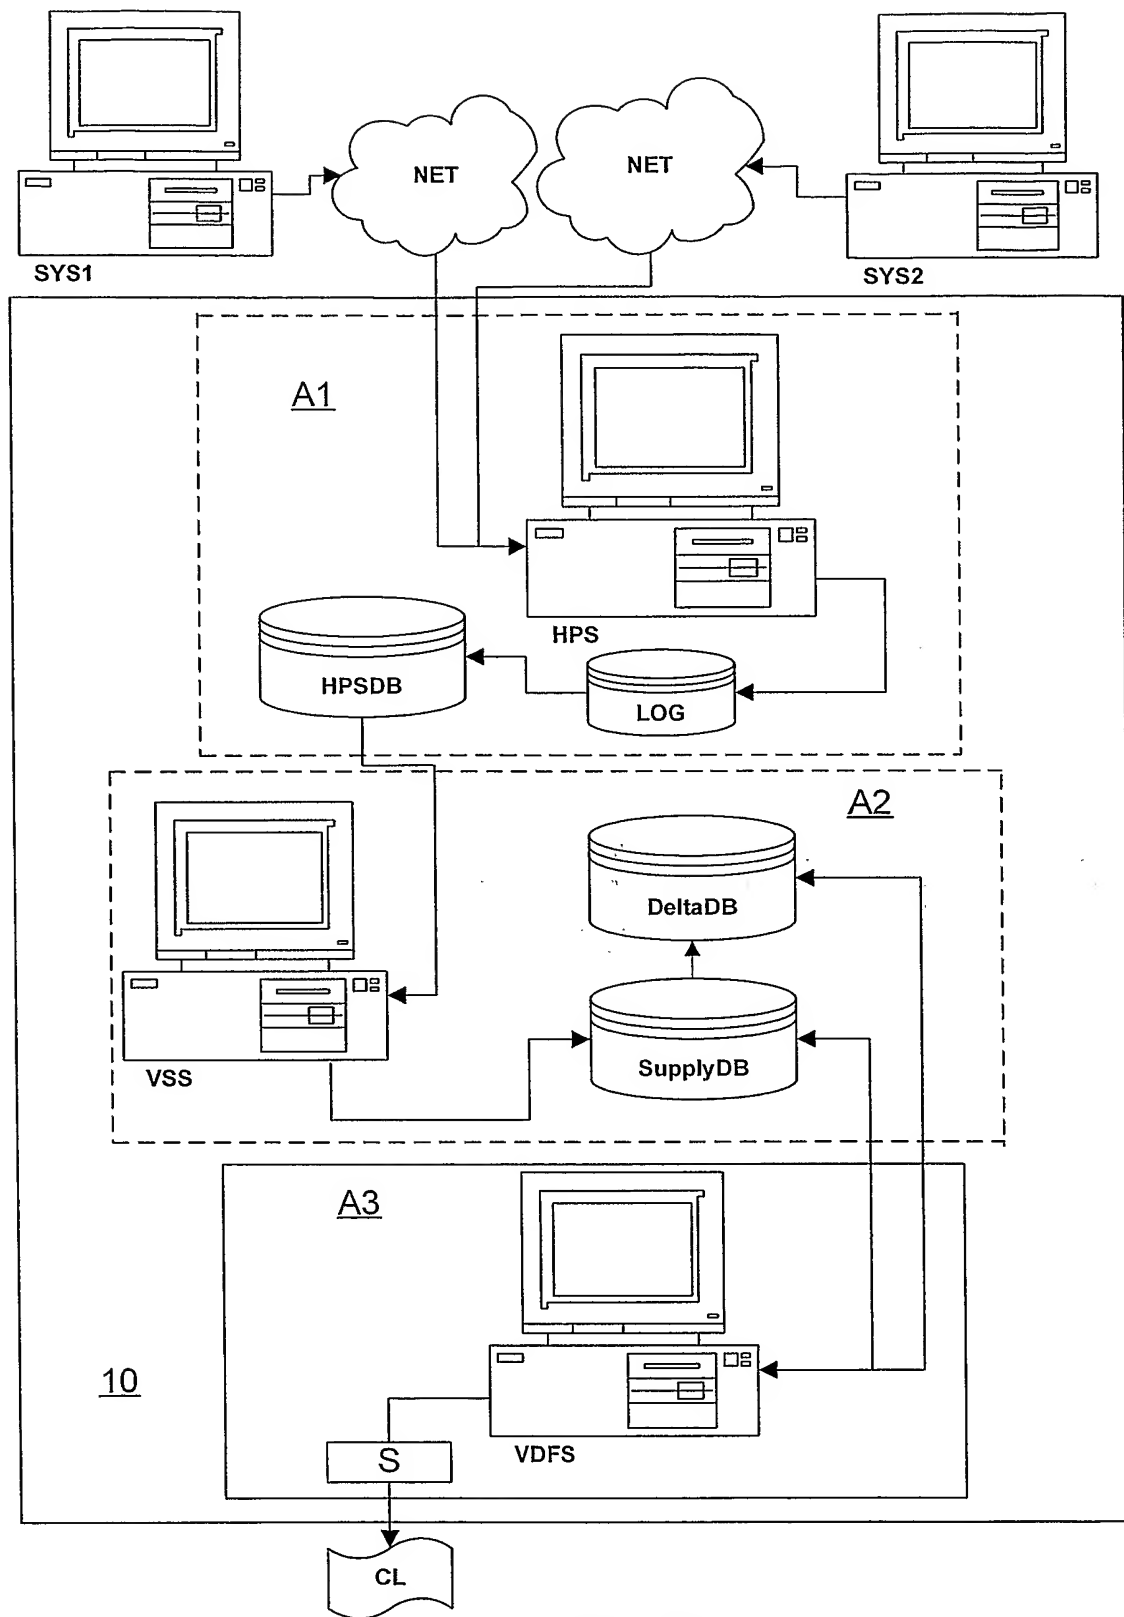 NET
NET
SYS1
SYS2
A1
HPS
HPSDB
LOG
A2
DeltaDB
VSS
SupplyDB
A3
10
VDFS
S
CL